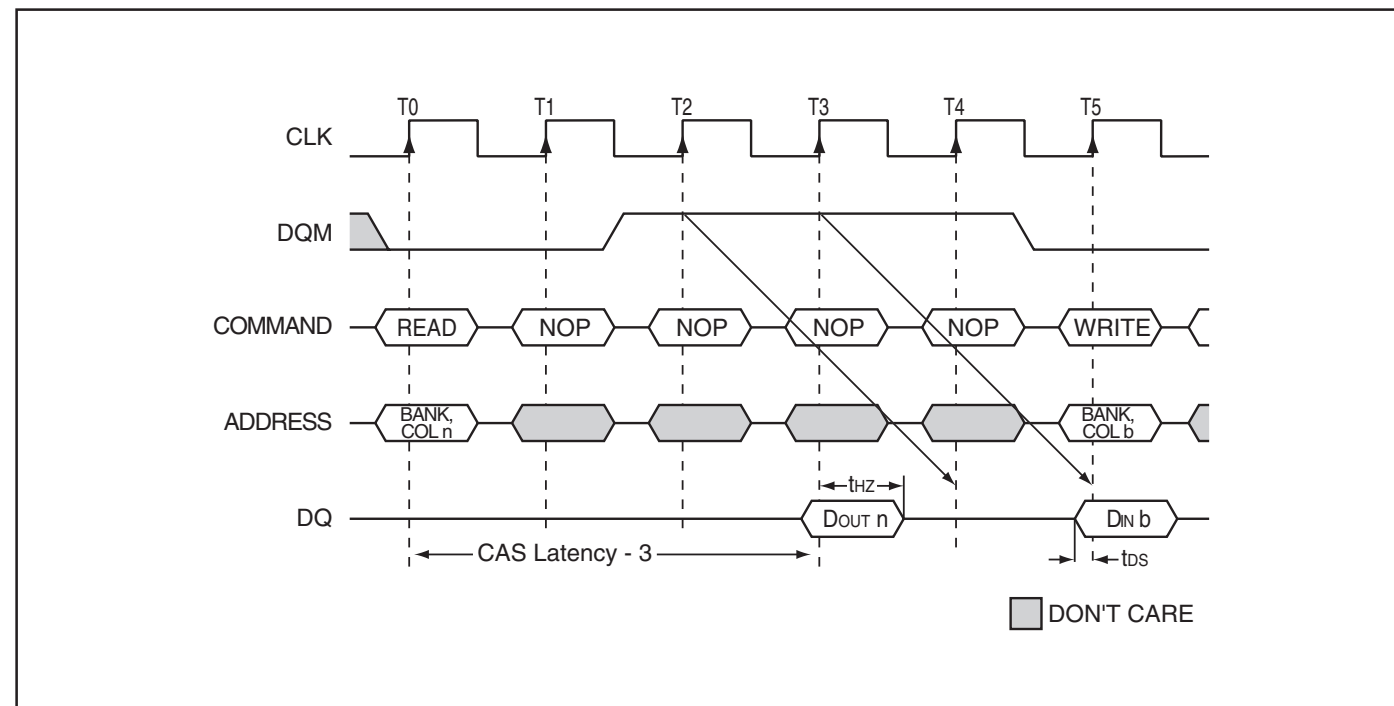 T0 T1 T2 T3 T4 T5
CLK
DQM
COMMAND READ NOP NOP NOP NOP WRITE
ADDRESS BANK, COL n BANK, COL b
tHZ
DQ DOUT n DIN b
CAS Latency - 3 tDS
DON'T CARE